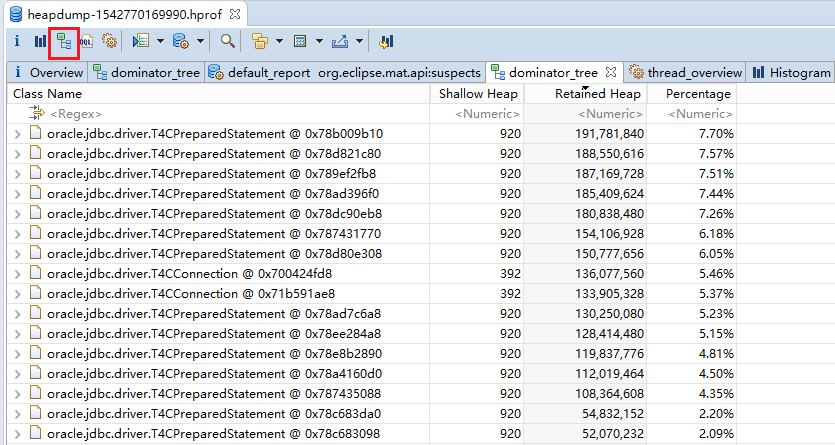 heapdump-1542770169990.hprof
Overview dominator_tree default_report org.eclipse.mat.api:suspects dominator_tree thread_overview Histogram
Class Name Shallow Heap Retained Heap Percentage
<Regex> <Numeric> <Numeric> <Numeric>
oracle.jdbc.driver.T4CPreparedStatement @ 0x78b009b10 920 191,781,840 7.70%
oracle.jdbc.driver.T4CPreparedStatement @ 0x78d821c80 920 188,550,616 7.57%
oracle.jdbc.driver.T4CPreparedStatement @ 0x789ef2fb8 920 187,169,728 7.51%
oracle.jdbc.driver.T4CPreparedStatement @ 0x78ad396f0 920 185,409,624 7.44%
oracle.jdbc.driver.T4CPreparedStatement @ 0x78dc90eb8 920 180,838,480 7.26%
oracle.jdbc.driver.T4CPreparedStatement @ 0x787431770 920 154,106,928 6.18%
oracle.jdbc.driver.T4CPreparedStatement @ 0x78d80e308 920 150,777,656 6.05%
oracle.jdbc.driver.T4CConnection @ 0x700424fd8 392 136,077,560 5.46%
oracle.jdbc.driver.T4CConnection @ 0x71b591ae8 392 133,905,328 5.37%
oracle.jdbc.driver.T4CPreparedStatement @ 0x78ad7c6a8 920 130,250,080 5.23%
oracle.jdbc.driver.T4CPreparedStatement @ 0x78ee284a8 920 128,414,480 5.15%
oracle.jdbc.driver.T4CPreparedStatement @ 0x78e8b2890 920 119,837,776 4.81%
oracle.jdbc.driver.T4CPreparedStatement @ 0x78a4160d0 920 112,019,464 4.50%
oracle.jdbc.driver.T4CPreparedStatement @ 0x787435088 920 108,364,608 4.35%
oracle.jdbc.driver.T4CPreparedStatement @ 0x78c683da0 920 54,832,152 2.20%
oracle.jdbc.driver.T4CPreparedStatement @ 0x78c683098 920 52,070,232 2.09%